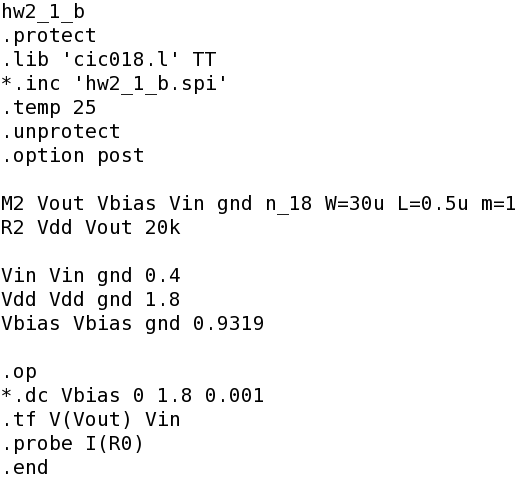 hw2_1_b
.protect
.lib 'cic018.l' TT
*.inc 'hw2_1_b.spi'
.temp 25
.unprotect
.option post
M2 Vout Vbias Vin gnd n_18 W=30u L=0.5u m=1
R2 Vdd Vout 20k
Vin Vin gnd 0.4
Vdd Vdd gnd 1.8
Vbias Vbias gnd 0.9319
.op
*.dc Vbias 0 1.8 0.001
.tf V(Vout) Vin
.probe I(R0)
.end